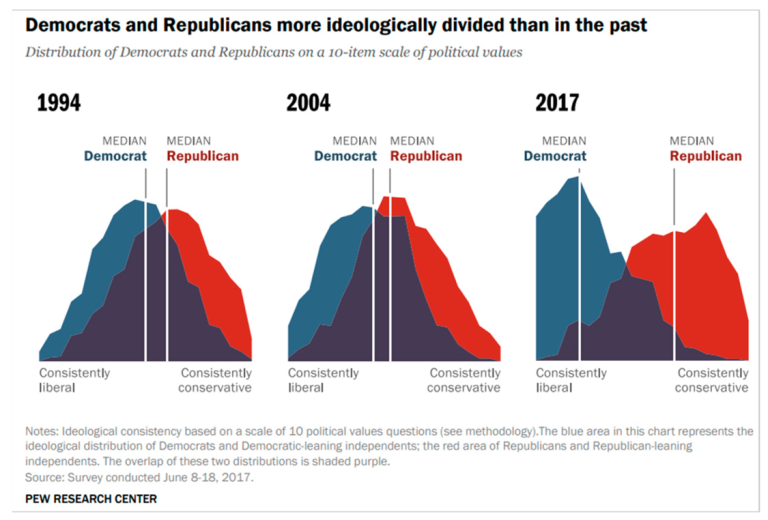 Democrats and Republicans more ideologically divided than in the past
Distribution of Democrats and Republicans on a 10-item scale of political values
1994
MEDIAN MEDIAN
Democrat Republican
Consistently liberal
Consistently conservative
2004
MEDIAN MEDIAN
Democrat Republican
Consistently liberal
Consistently conservative
2017
MEDIAN MEDIAN
Democrat Republican
Consistently liberal
Consistently conservative
Notes: Ideological consistency based on a scale of 10 political values questions (see methodology).The blue area in this chart represents the
ideological distribution of Democrats and Democratic-leaning independents; the red area of Republicans and Republican-leaning
independents. The overlap of these two distributions is shaded purple.
Source: Survey conducted June 8-18, 2017.
PEW RESEARCH CENTER